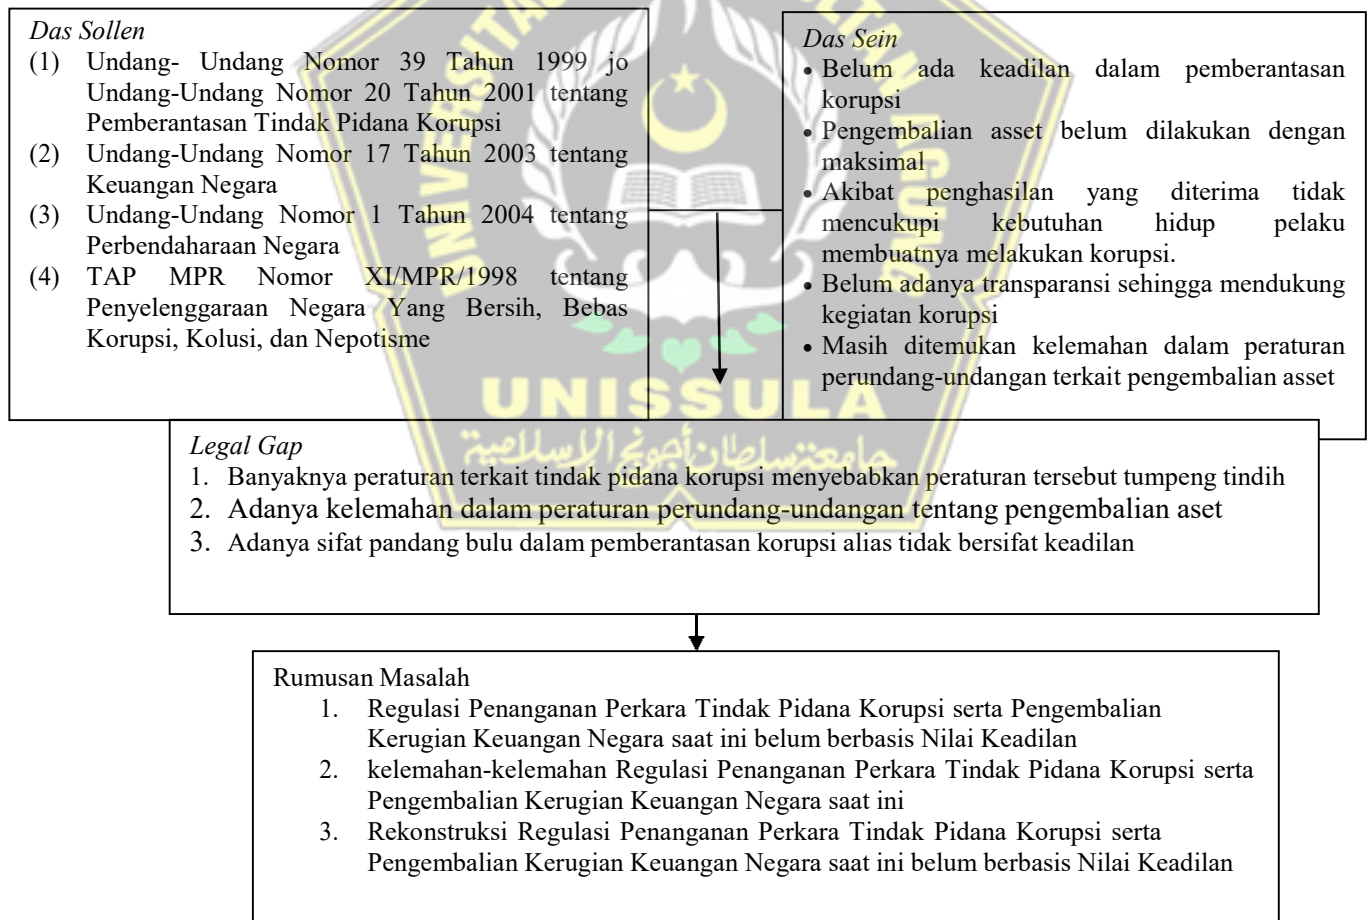 Das Sollen
(1) Undang- Undang Nomor 39 Tahun 1999 jo
Undang-Undang Nomor 20 Tahun 2001 tentang
Pemberantasan Tindak Pidana Korupsi
(2) Undang-Undang Nomor 17 Tahun 2003 tentang
Keuangan Negara
(3) Undang-Undang Nomor 1 Tahun 2004 tentang
Perbendaharaan Negara
(4) TAP MPR Nomor XI/MPR/1998 tentang
Penyelenggaraan Negara Yang Bersih, Bebas
Korupsi, Kolusi, dan Nepotisme
Das Sein
• Belum ada keadilan dalam pemberantasan
korupsi
• Pengembalian asset belum dilakukan dengan
maksimal
• Akibat penghasilan yang diterima tidak
mencukupi kebutuhan hidup pelaku
membuatnya melakukan korupsi.
• Belum adanya transparansi sehingga mendukung
kegiatan korupsi
• Masih ditemukan kelemahan dalam peraturan
perundang-undangan terkait pengembalian asset
UNISSULA
جامعتسلطان أجونج الإسلامية
Legal Gap
1. Banyaknya peraturan terkait tindak pidana korupsi menyebabkan peraturan tersebut tumpeng tindih
2. Adanya kelemahan dalam peraturan perundang-undangan tentang pengembalian aset
3. Adanya sifat pandang bulu dalam pemberantasan korupsi alias tidak bersifat keadilan
Rumusan Masalah
1. Regulasi Penanganan Perkara Tindak Pidana Korupsi serta Pengembalian
Kerugian Keuangan Negara saat ini belum berbasis Nilai Keadilan
2. kelemahan-kelemahan Regulasi Penanganan Perkara Tindak Pidana Korupsi serta
Pengembalian Kerugian Keuangan Negara saat ini
3. Rekonstruksi Regulasi Penanganan Perkara Tindak Pidana Korupsi serta
Pengembalian Kerugian Keuangan Negara saat ini belum berbasis Nilai Keadilan